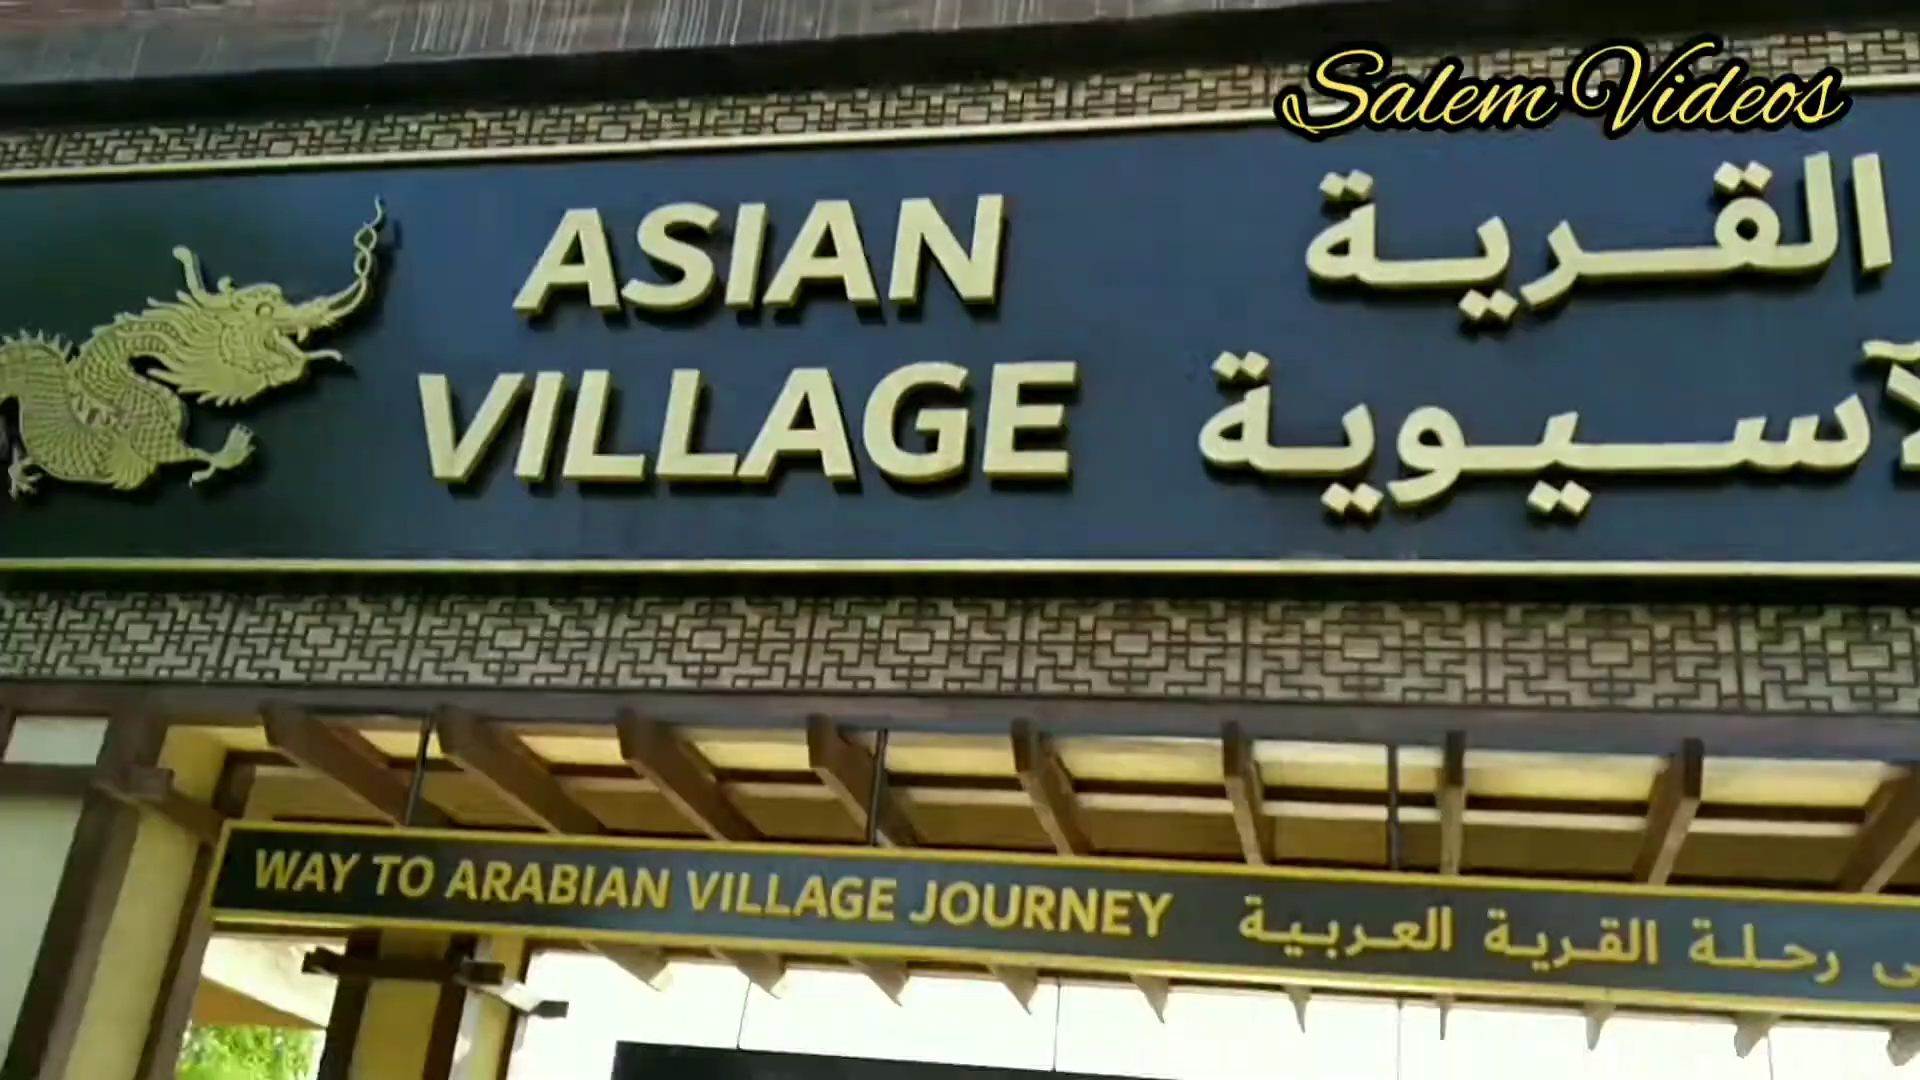 Salem Videos
ASIAN
VILLAGE
القرية
الآسيوية
WAY TO ARABIAN VILLAGE JOURNEY
رحلة القرية العربية